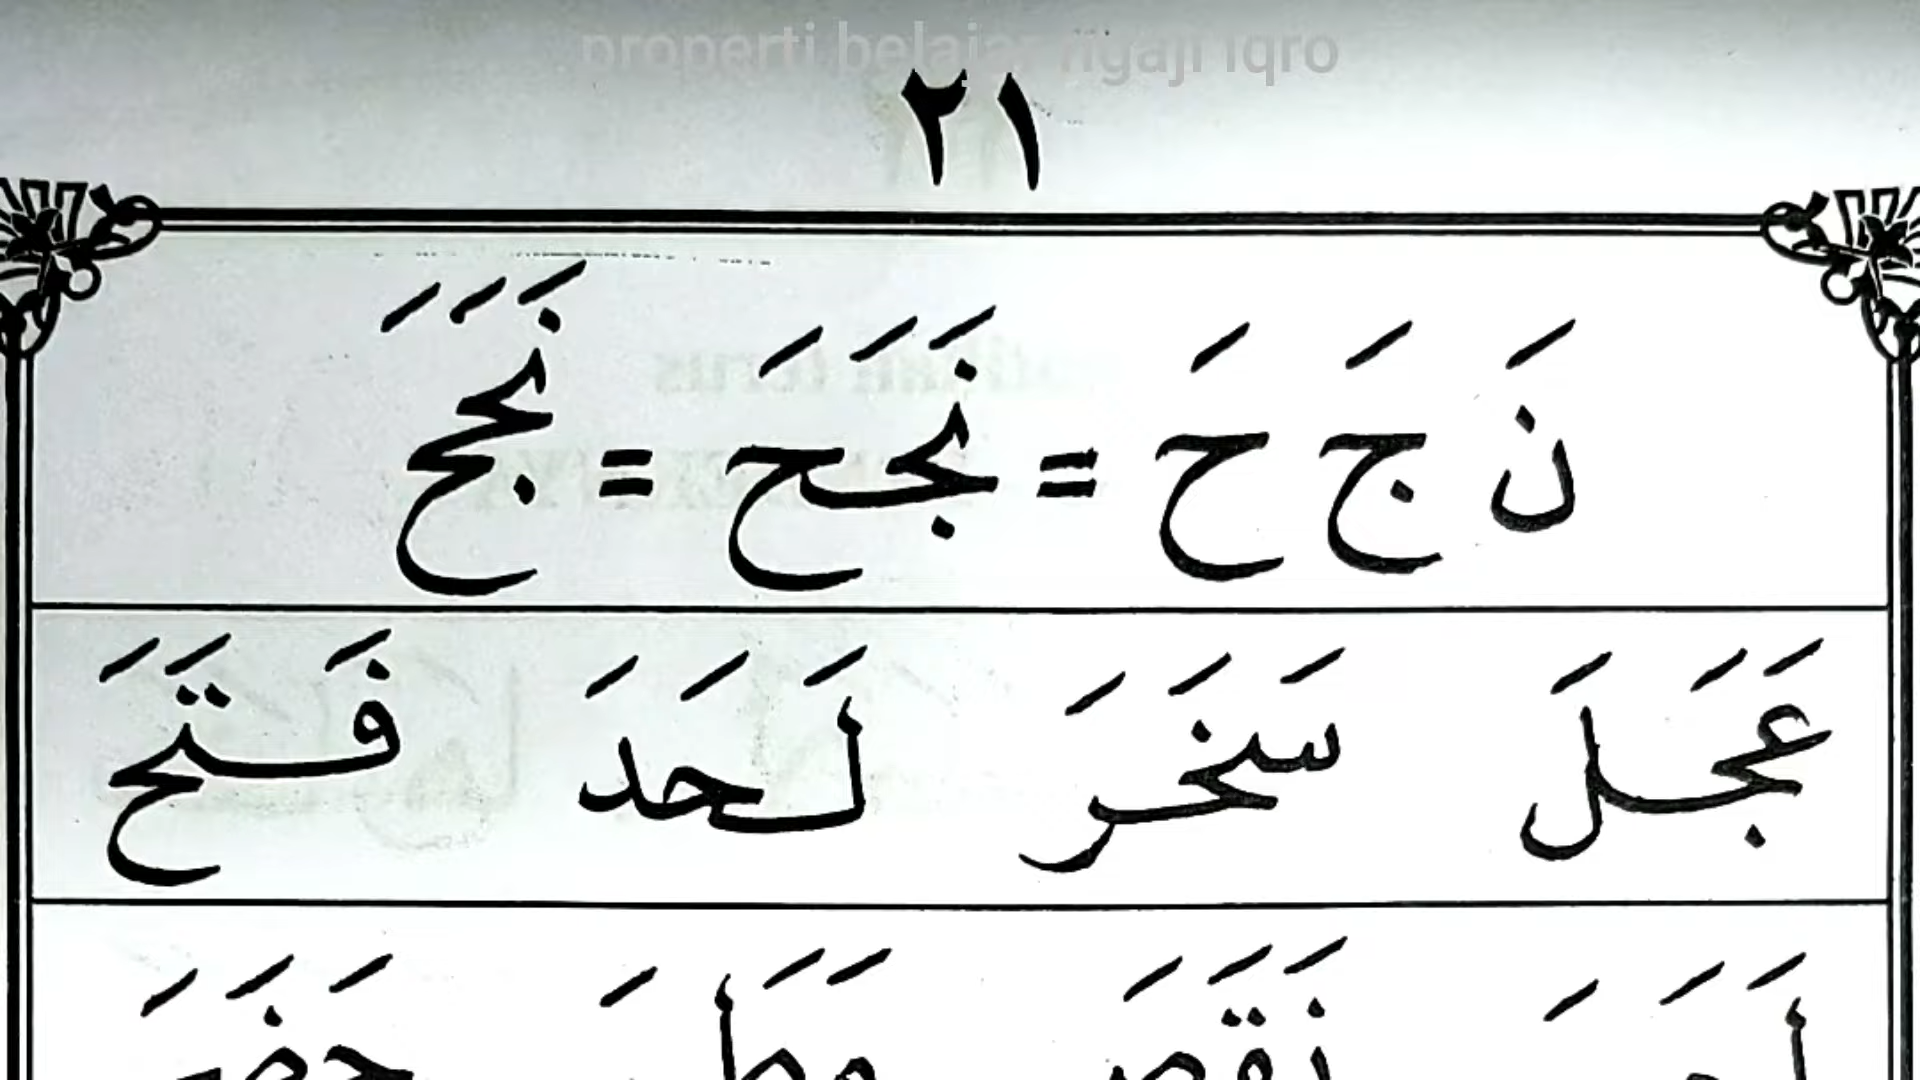 properti belajar ngaji iqro
٢١
نَ جَ حَ = نَجَحَ = نَجَحَ
عَجَلَ سَخَرَ لَحَدَ فَتَحَ